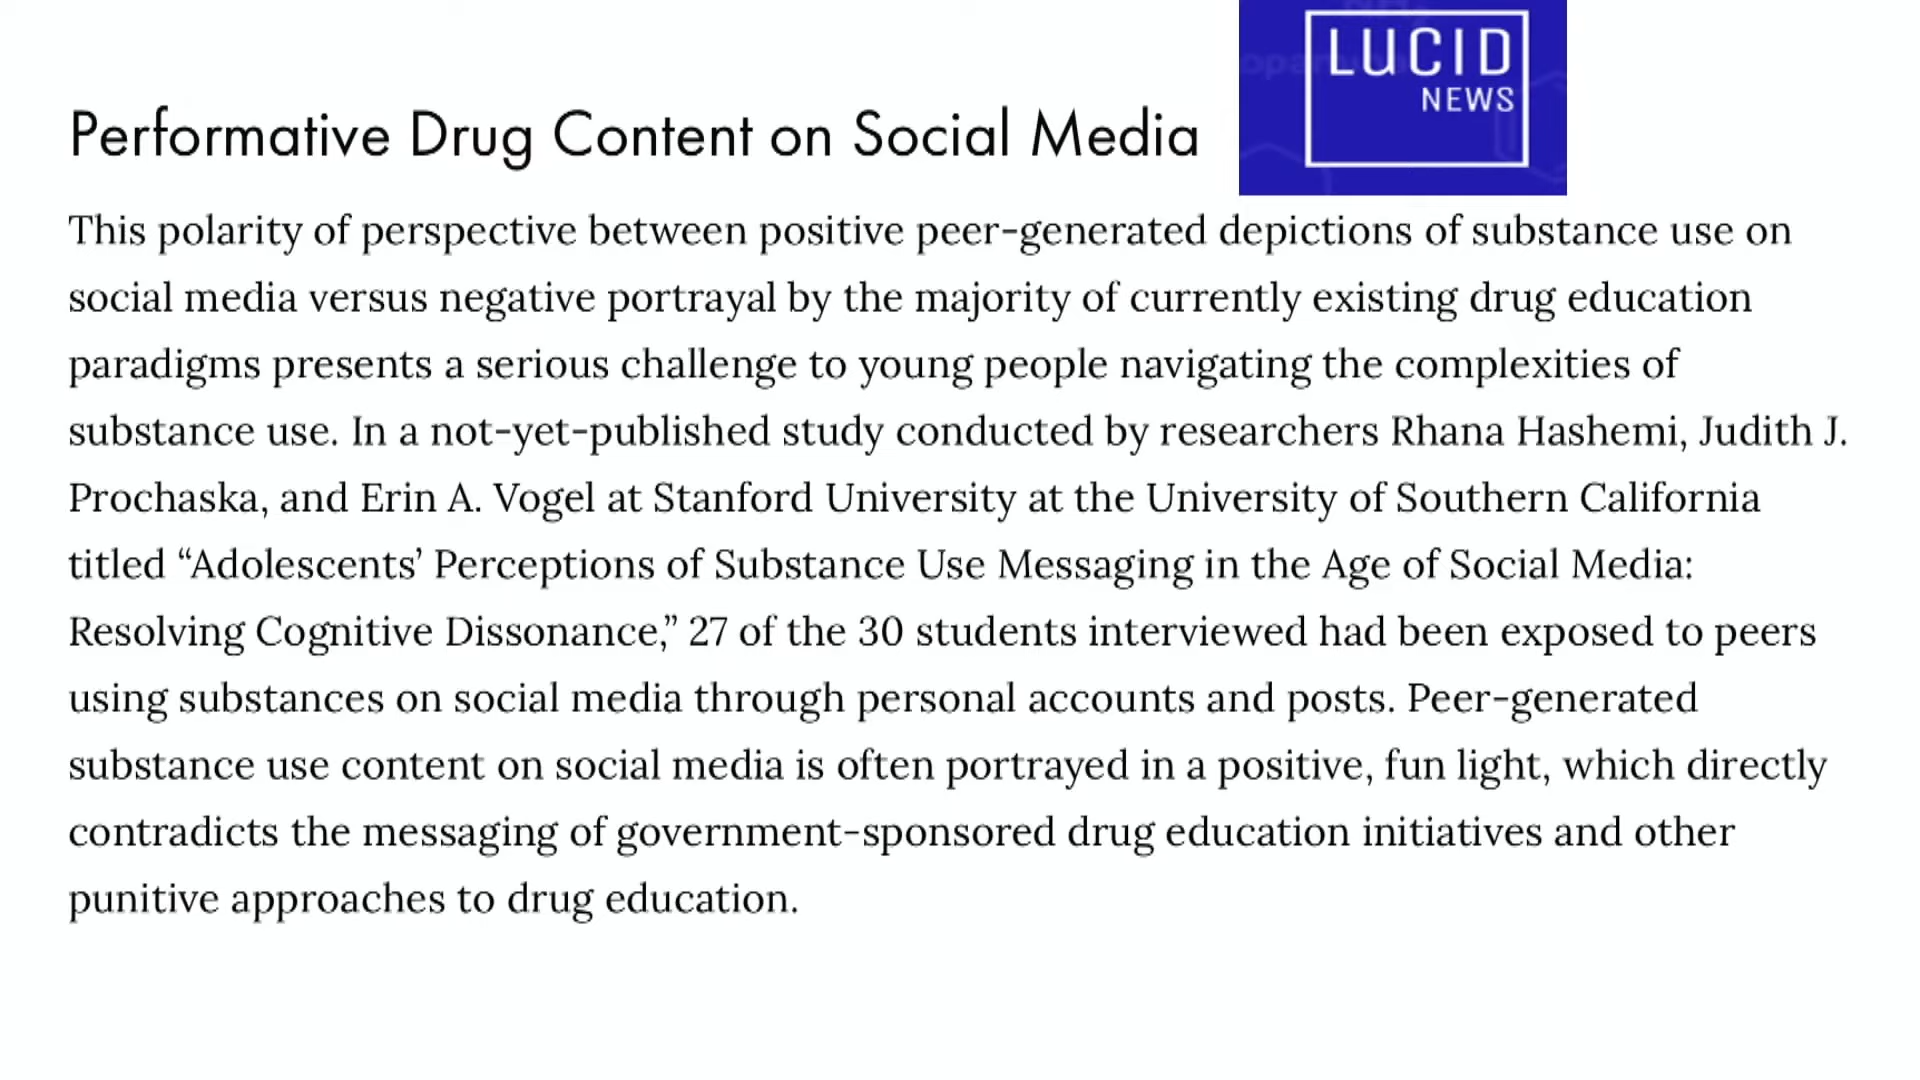 LUCID
NEWS
Performative Drug Content on Social Media
This polarity of perspective between positive peer-generated depictions of substance use on
social media versus negative portrayal by the majority of currently existing drug education
paradigms presents a serious challenge to young people navigating the complexities of
substance use. In a not-yet-published study conducted by researchers Rhana Hashemi, Judith J.
Prochaska, and Erin A. Vogel at Stanford University at the University of Southern California
titled “Adolescents’ Perceptions of Substance Use Messaging in the Age of Social Media:
Resolving Cognitive Dissonance,” 27 of the 30 students interviewed had been exposed to peers
using substances on social media through personal accounts and posts. Peer-generated
substance use content on social media is often portrayed in a positive, fun light, which directly
contradicts the messaging of government-sponsored drug education initiatives and other
punitive approaches to drug education.